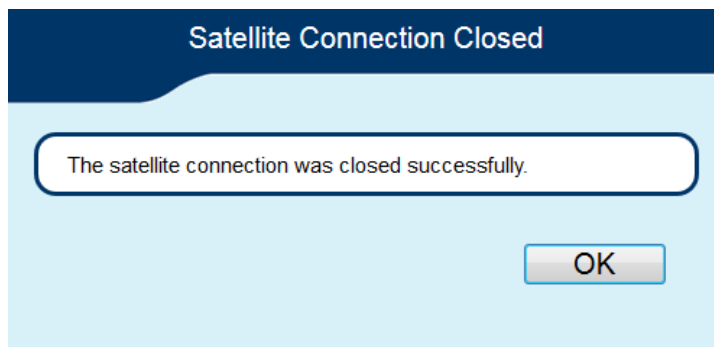 Satellite Connection Closed
The satellite connection was closed successfully.
OK